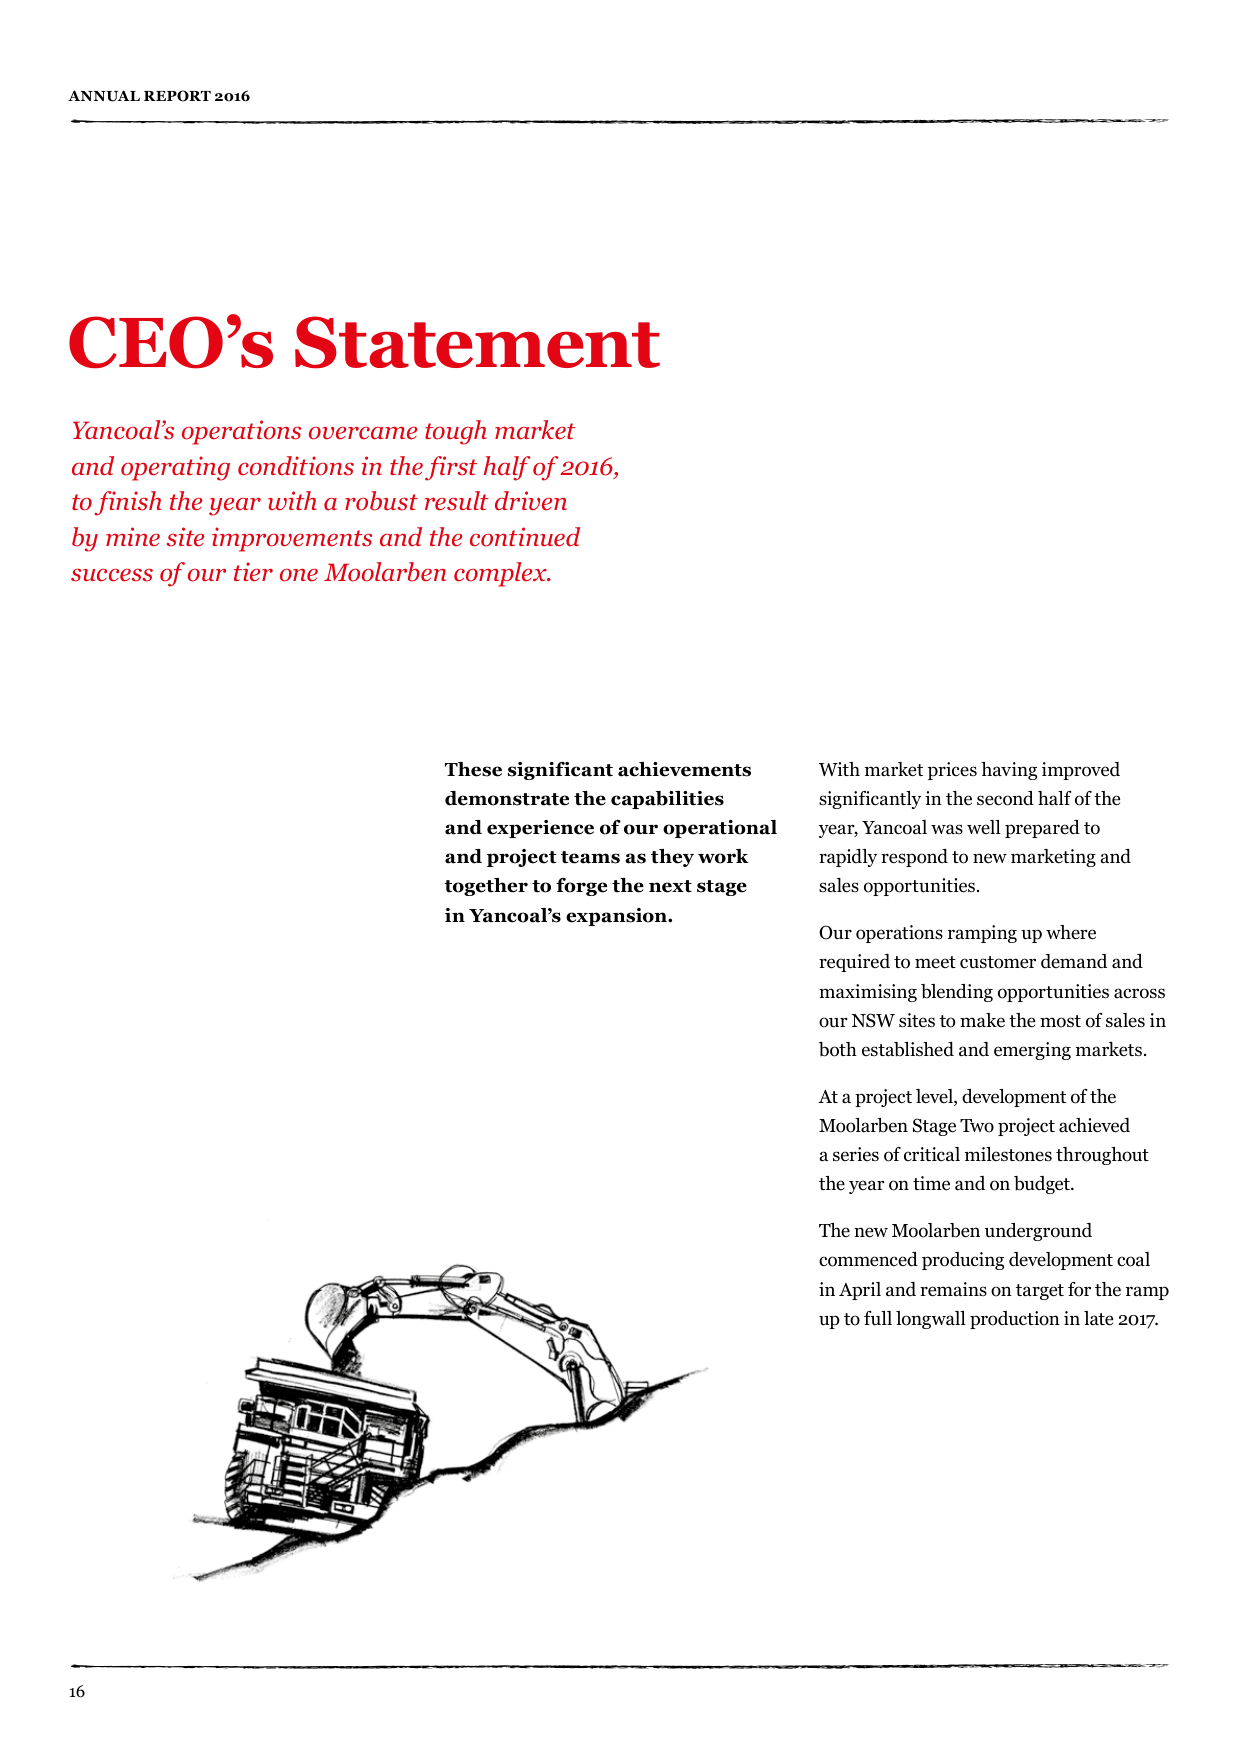 ANNUAL REPORT 2016
CEO’s Statement
Yancoal’s operations overcame tough market
and operating conditions in the first half of 2016,
to finish the year with a robust result driven
by mine site improvements and the continued
success of our tier one Moolarben complex.
These significant achievements
demonstrate the capabilities
and experience of our operational
and project teams as they work
together to forge the next stage
in Yancoal’s expansion.
With market prices having improved
significantly in the second half of the
year, Yancoal was well prepared to
rapidly respond to new marketing and
sales opportunities.
Our operations ramping up where
required to meet customer demand and
maximising blending opportunities across
our NSW sites to make the most of sales in
both established and emerging markets.
At a project level, development of the
Moolarben Stage Two project achieved
a series of critical milestones throughout
the year on time and on budget.
The new Moolarben underground
commenced producing development coal
in April and remains on target for the ramp
up to full longwall production in late 2017.
16